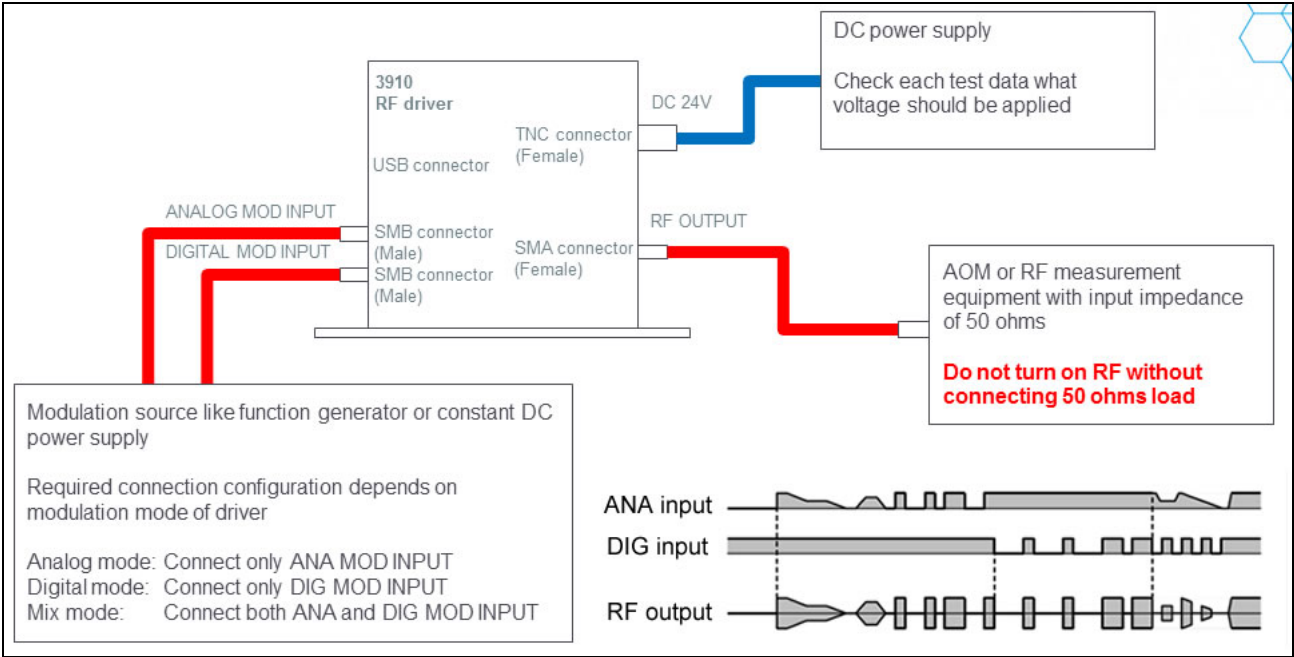 DC power supply
Check each test data what
voltage should be applied
3910
RF driver
DC 24V
TNC connector
(Female)
USB connector
ANALOG MOD INPUT
RF OUTPUT
SMB connector
(Male)
DIGITAL MOD INPUT
SMA connector
(Female)
SMB connector
(Male)
AOM or RF measurement
equipment with input impedance
of 50 ohms
Do not turn on RF without
connecting 50 ohms load
Modulation source like function generator or constant DC
power supply
Required connection configuration depends on
modulation mode of driver
Analog mode: Connect only ANA MOD INPUT
Digital mode: Connect only DIG MOD INPUT
Mix mode: Connect both ANA and DIG MOD INPUT
ANA input
DIG input
RF output